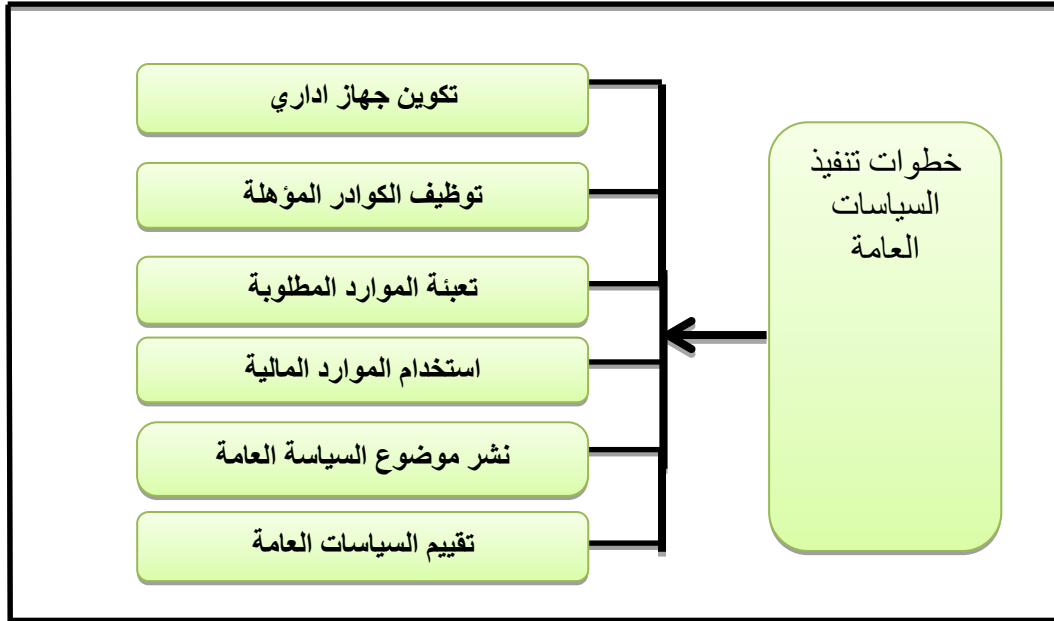 خطوات تنفيذ
السياسات
العامة
تكوين جهاز اداري
توظيف الكوادر المؤهلة
تعبئة الموارد المطلوبة
استخدام الموارد المالية
نشر موضوع السياسة العامة
تقييم السياسات العامة